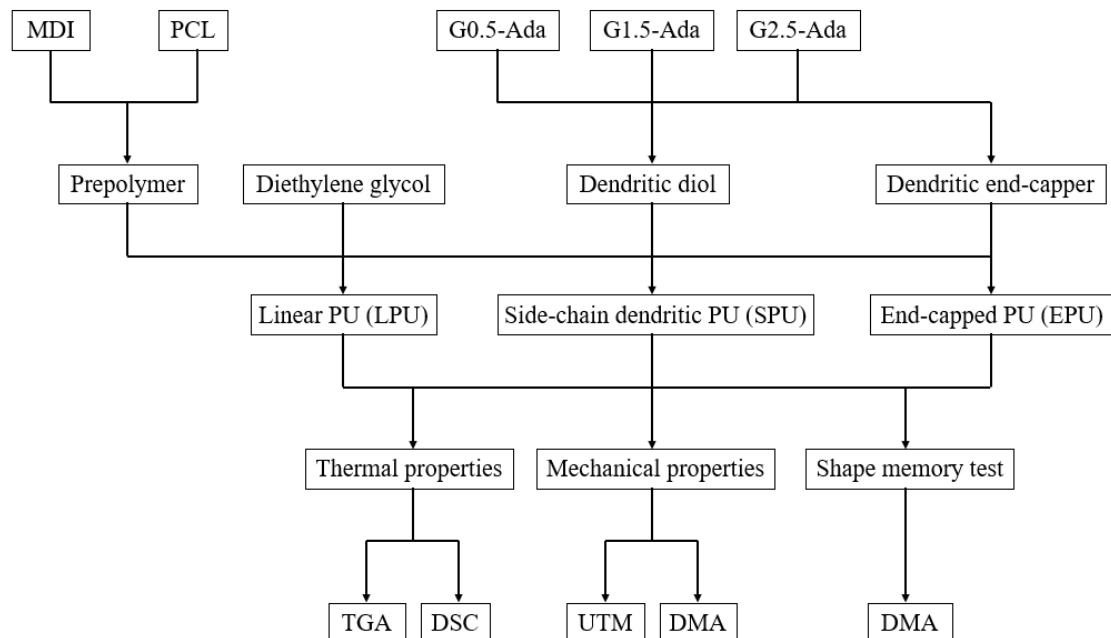 MDI
PCL
G0.5-Ada
G1.5-Ada
G2.5-Ada
Prepolymer
Diethylene glycol
Dendritic diol
Dendritic end-capper
Linear PU (LPU)
Side-chain dendritic PU (SPU)
End-capped PU (EPU)
Thermal properties
Mechanical properties
Shape memory test
TGA
DSC
UTM
DMA
DMA